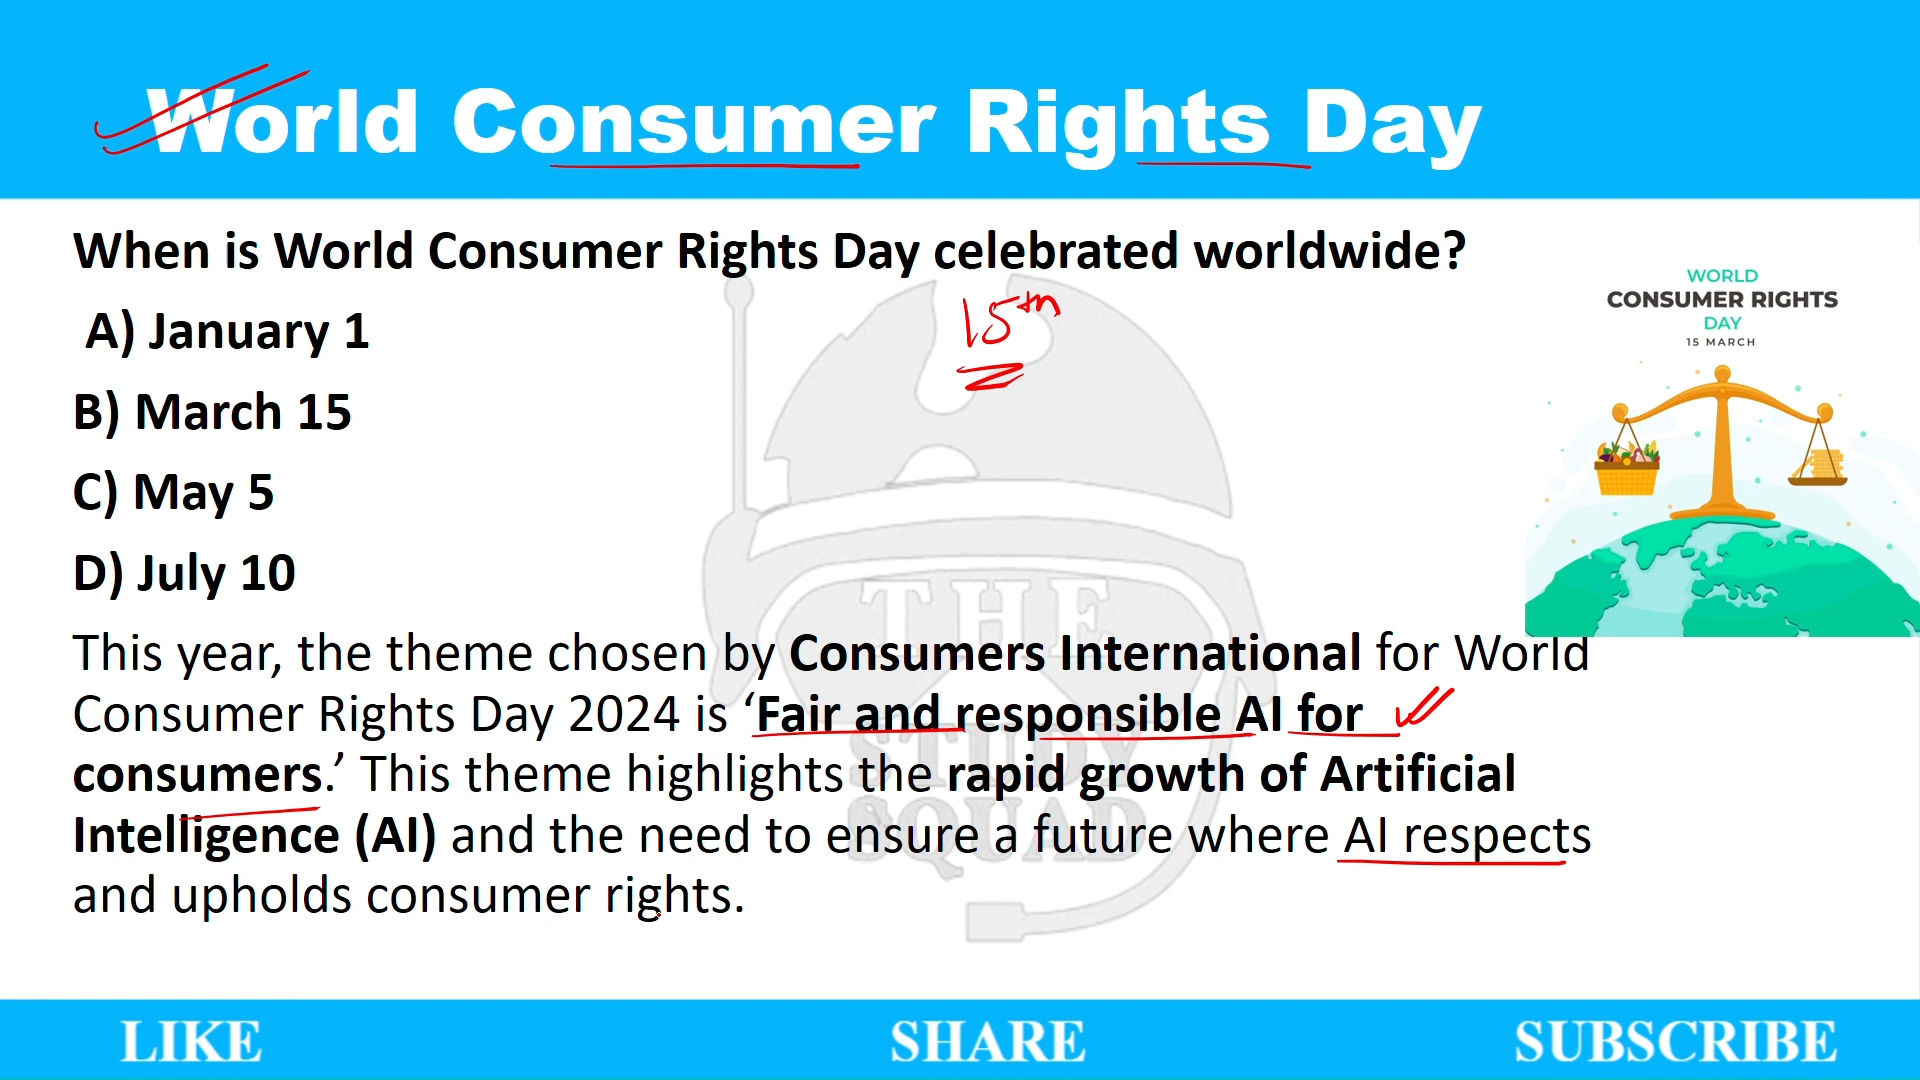 World Consumer Rights Day
When is World Consumer Rights Day celebrated worldwide?
15th
A) January 1
B) March 15
C) May 5
D) July 10
WORLD
CONSUMER RIGHTS
DAY
15 MARCH
This year, the theme chosen by Consumers International for World
Consumer Rights Day 2024 is ‘Fair and responsible AI for
consumers.’ This theme highlights the rapid growth of Artificial
Intelligence (AI) and the need to ensure a future where AI respects
and upholds consumer rights.
THE
STUDY
SQUAD
LIKE SHARE SUBSCRIBE